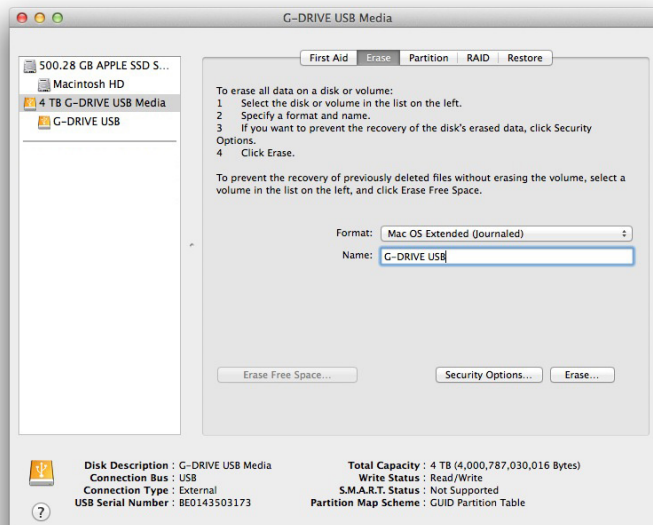 G-DRIVE USB Media
500.28 GB APPLE SSD S...
Macintosh HD
4 TB G-DRIVE USB Media
G-DRIVE USB
First Aid Erase Partition RAID Restore
To erase all data on a disk or volume:
1 Select the disk or volume in the list on the left.
2 Specify a format and name.
3 If you want to prevent the recovery of the disk's erased data, click Security
Options.
4 Click Erase.
To prevent the recovery of previously deleted files without erasing the volume, select a
volume in the list on the left, and click Erase Free Space.
Format: Mac OS Extended (Journaled)
Name: G-DRIVE USB
Erase Free Space... Security Options... Erase...
Disk Description : G-DRIVE USB Media
Connection Bus : USB
Connection Type : External
USB Serial Number : BE0143503173
Total Capacity : 4 TB (4,000,787,030,016 Bytes)
Write Status : Read/Write
S.M.A.R.T. Status : Not Supported
Partition Map Scheme : GUID Partition Table
?